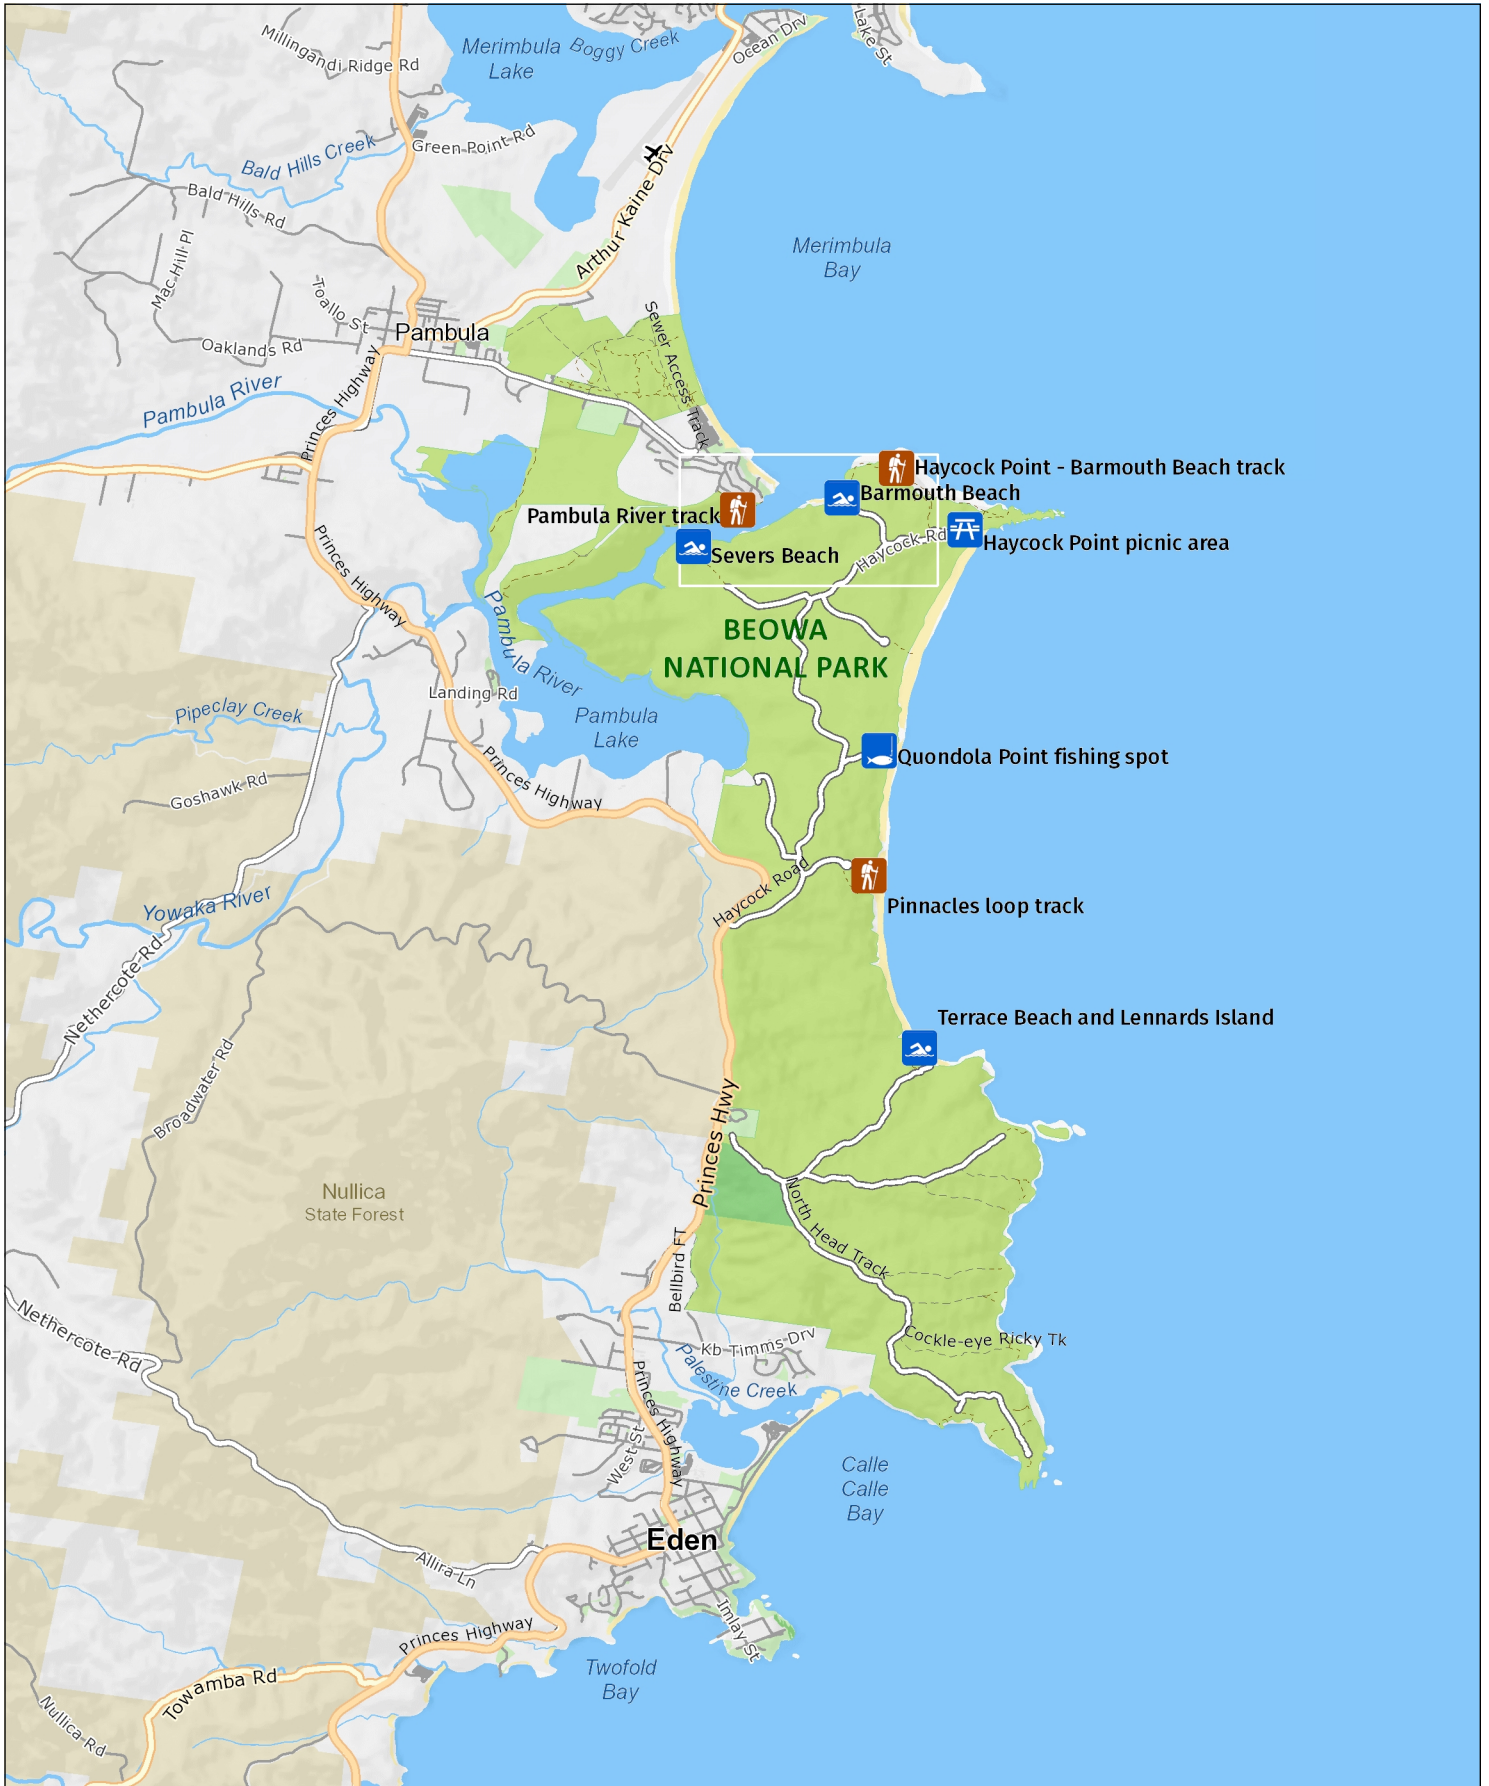 Millingandi Ridge Rd
Merimbula
Lake
Boggy Creek
Ocean Drv
Lake St
Bald Hills Creek
Green Point Rd
Bald Hills Rd
Arthur Kaine Drv
Mac Hill Pl
Merimbula
Bay
Toallo St
Pambula
Sewer Access Track
Oaklands Rd
Princes Highway
Pambula River
Haycock Point - Barmouth Beach track
Barmouth Beach
Pambula River track
Haycock Rd
Haycock Point picnic area
Severs Beach
Princes Highway
Pambula River
BEOWA
NATIONAL PARK
Landing Rd
Pipeclay Creek
Pambula
Lake
Quondola Point fishing spot
Princes Highway
Goshawk Rd
Haycock Road
Pinnacles loop track
Yowaka River
Nethercote Rd
Terrace Beach and Lennards Island
Broadwater Rd
Princes Hwy
Nullica
State Forest
North Head Track
Bellbird FT
Nethercote Rd
Kb Timms Drv
Cockle-eye Ricky Tk
Palestine Creek
Princes Highway
West St
Calle
Calle
Bay
Eden
Allira Ln
Imlay St
Princes Highway
Twofold
Bay
Towamba Rd
Nullica Rd